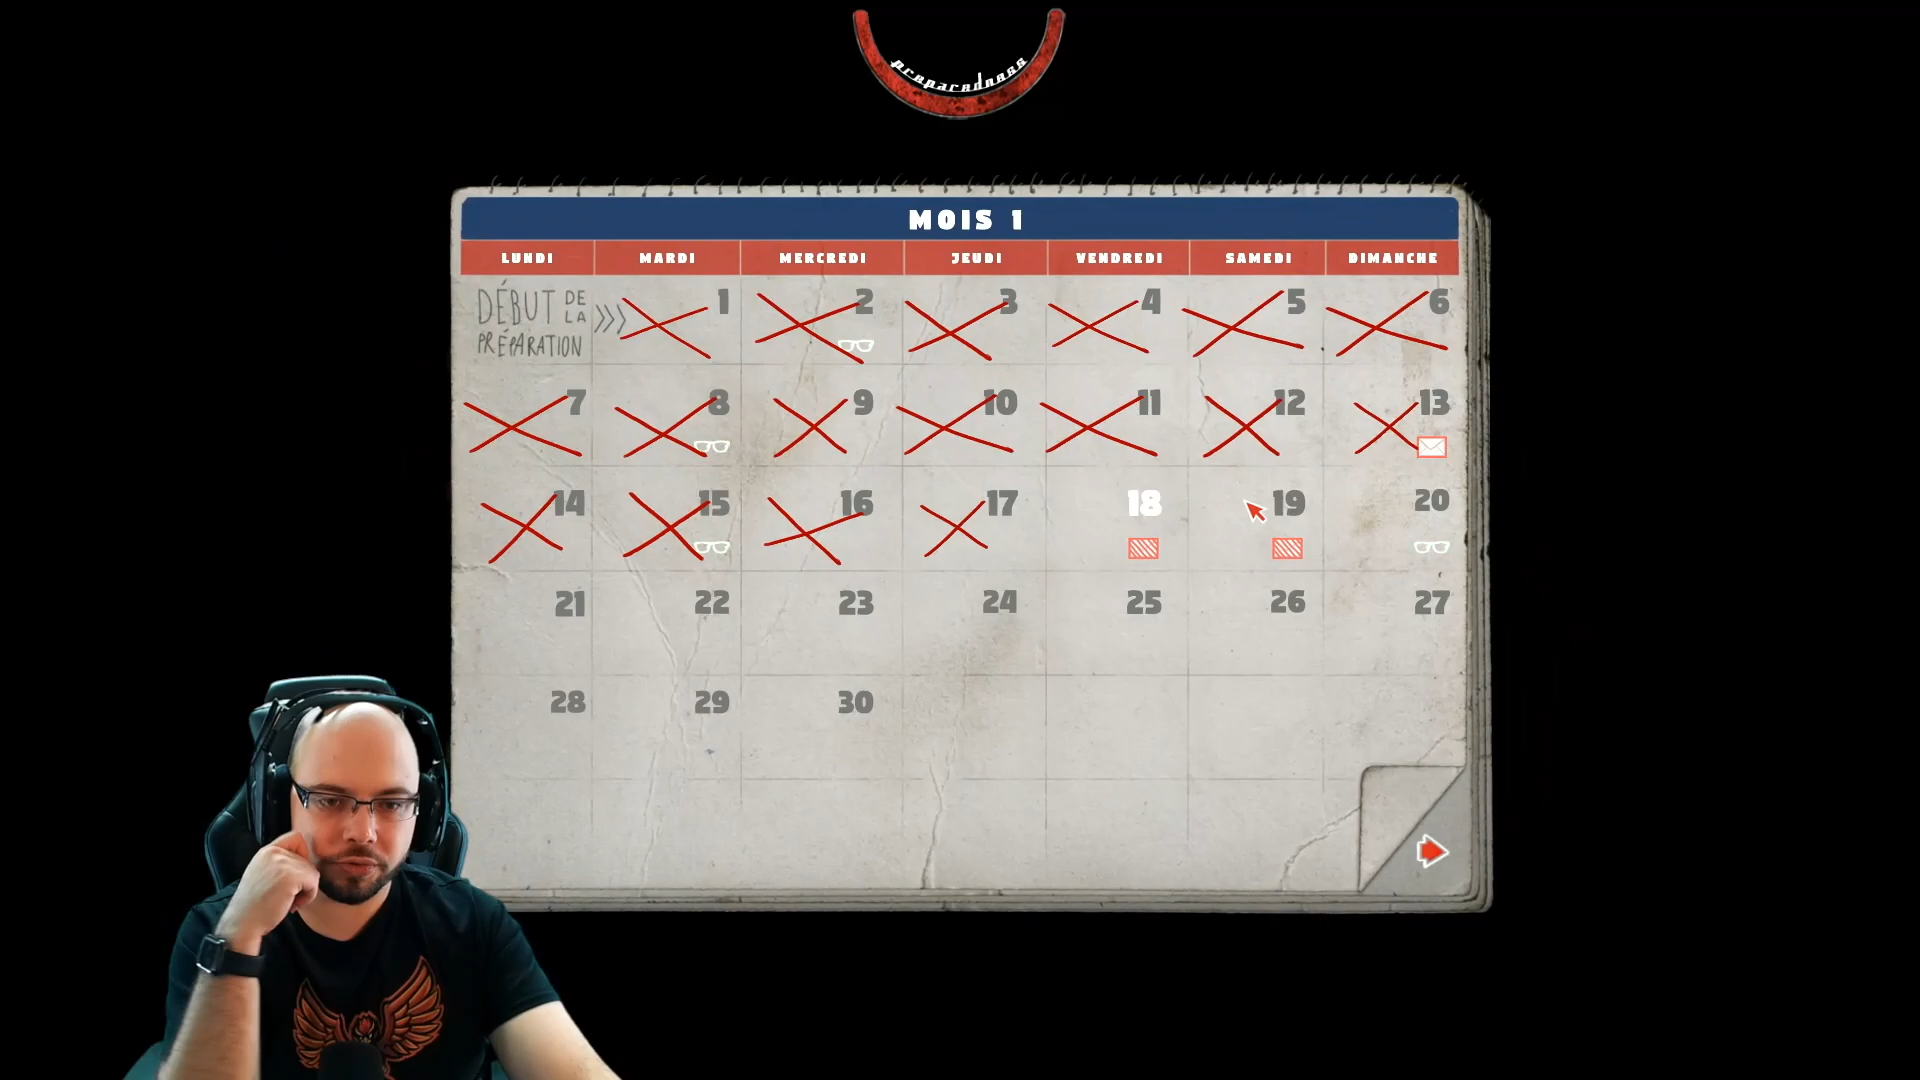 preparedness
MOIS 1
LUNDI MARDI MERCREDI JEUDI VENDREDI SAMEDI DIMANCHE
DÉBUT DE LA PRÉPARATION >>> 1 2 3 4 5 6
7 8 9 10 11 12 13
14 15 16 17 18 19 20
21 22 23 24 25 26 27
28 29 30